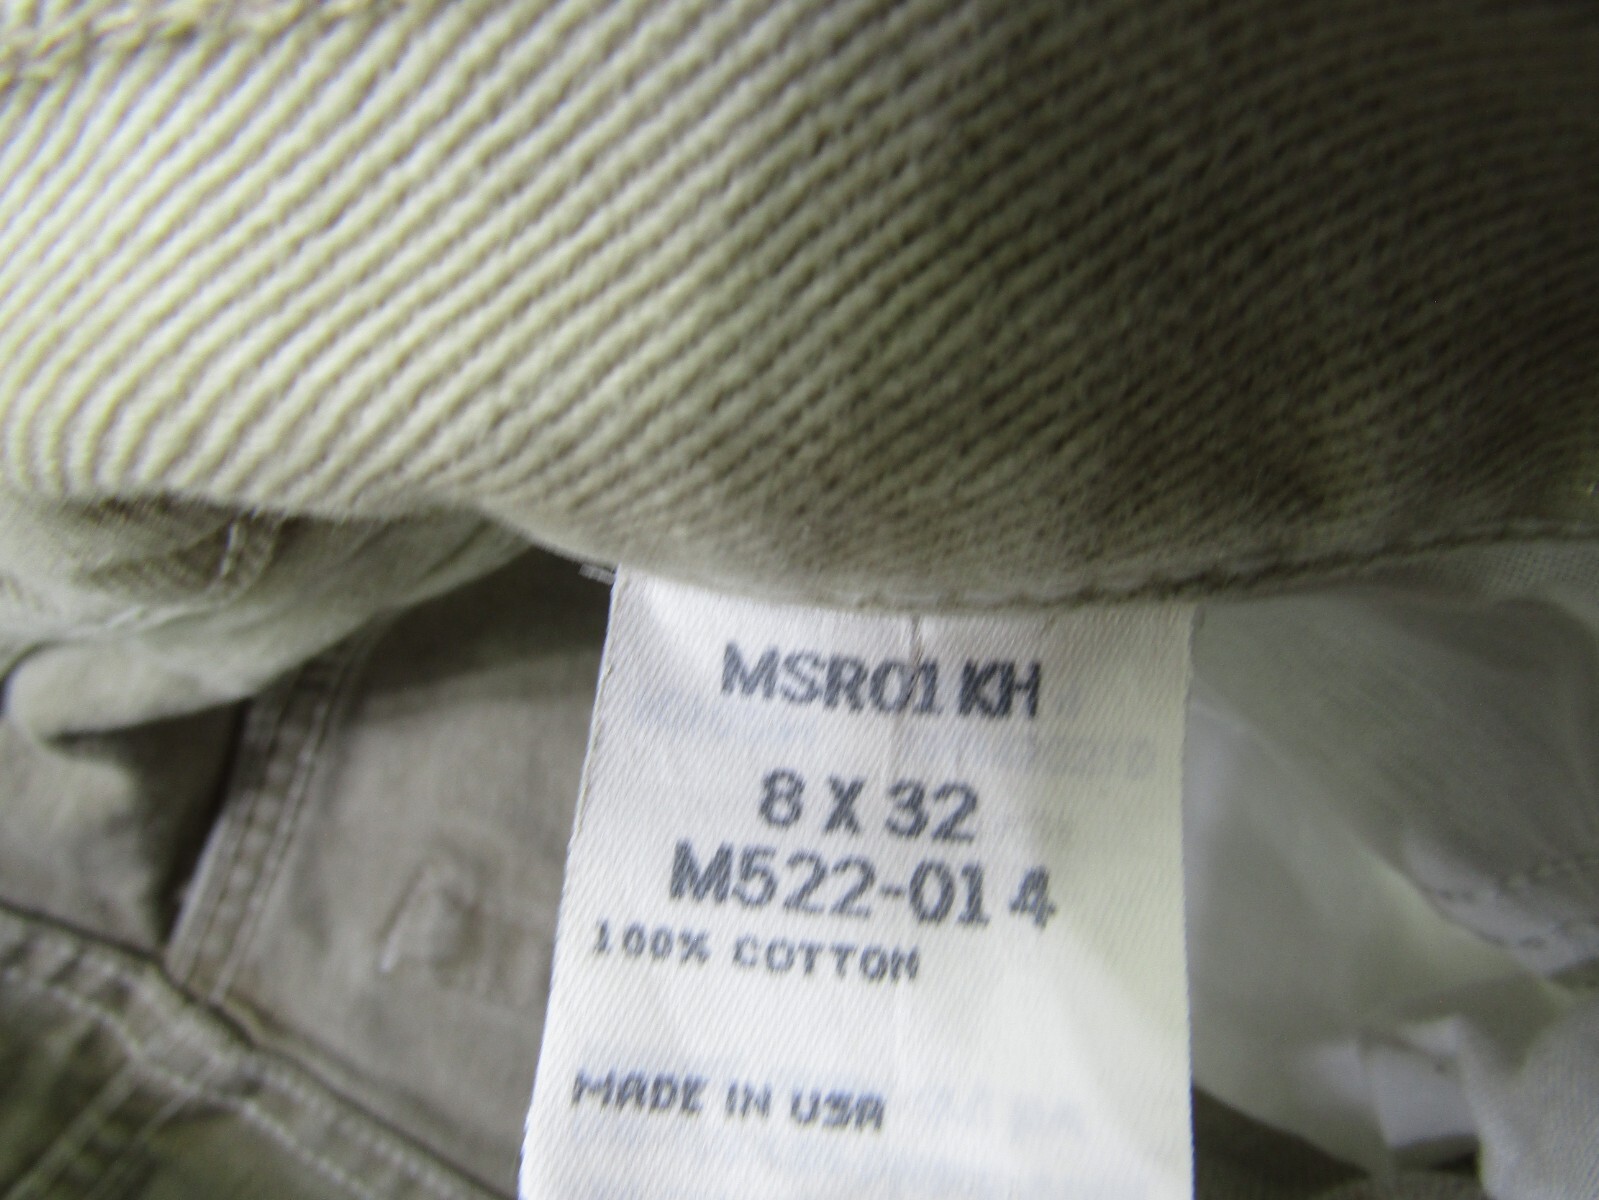 MSR01KH
8 X 32
M522-014
100% COTTON
MADE IN USA